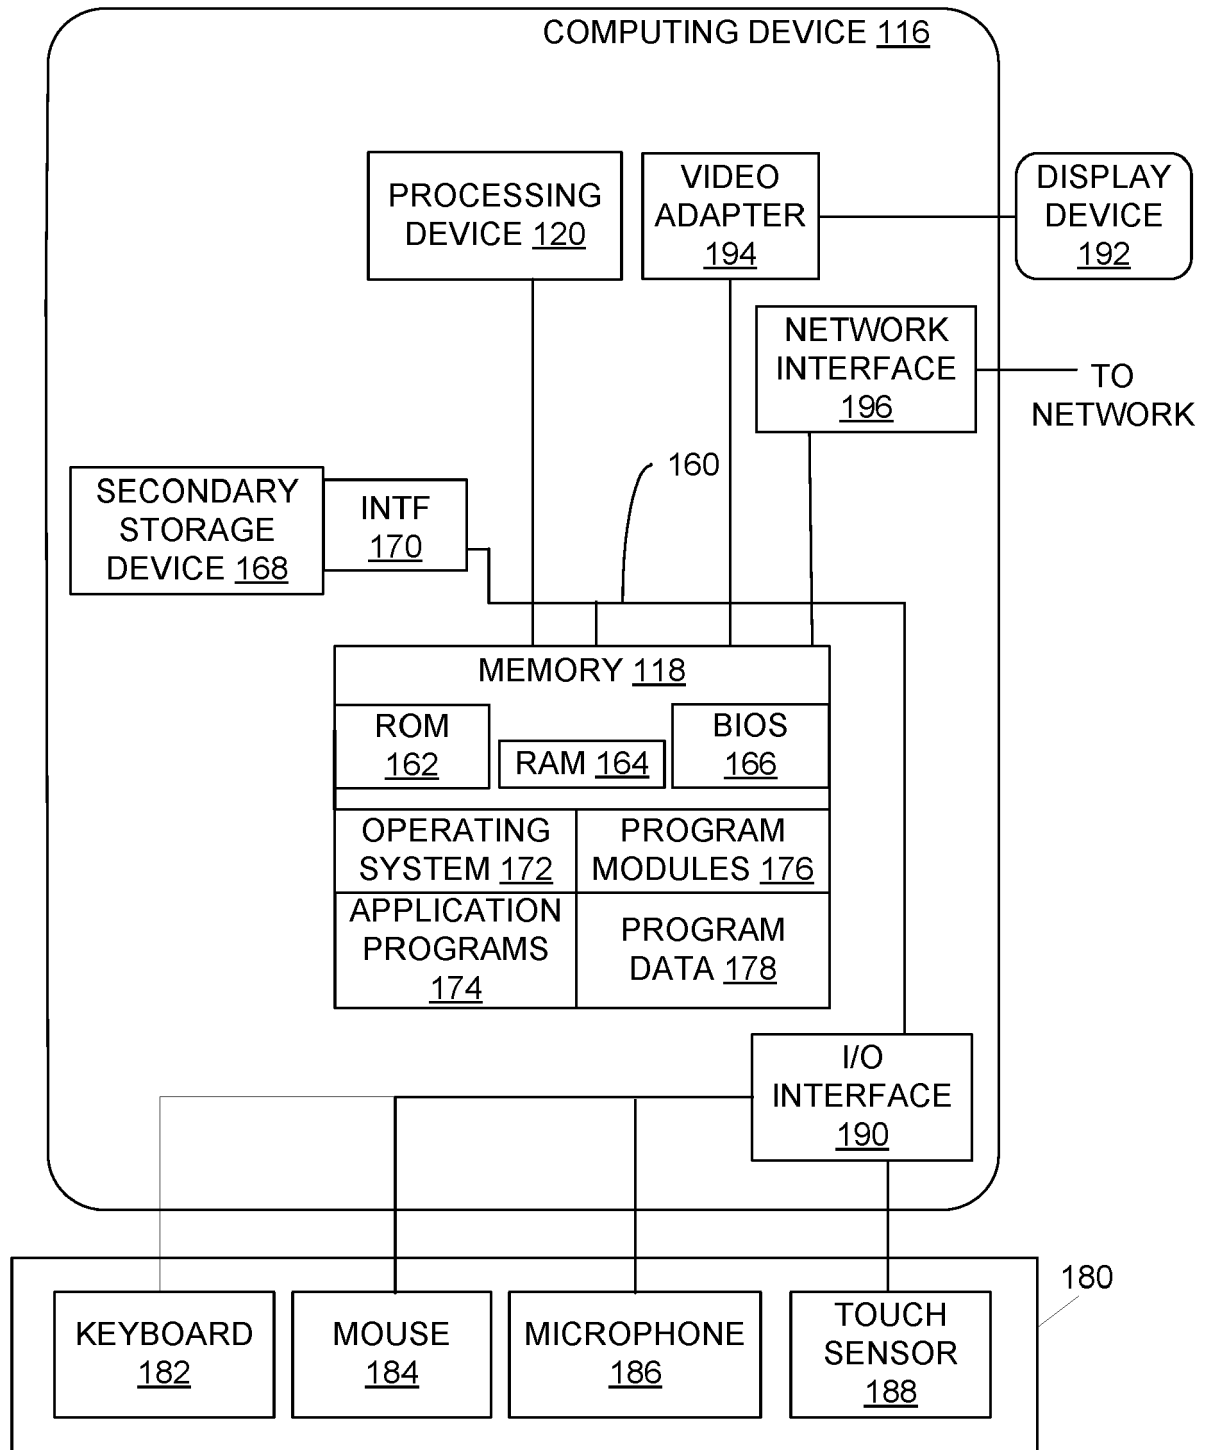 COMPUTING DEVICE 116
PROCESSING
DEVICE 120
VIDEO
ADAPTER
194
DISPLAY
DEVICE
192
NETWORK
INTERFACE
196
TO
NETWORK
160
SECONDARY
STORAGE
DEVICE 168
INTF
170
MEMORY 118
ROM
162
RAM 164
BIOS
166
OPERATING
SYSTEM 172
PROGRAM
MODULES 176
APPLICATION
PROGRAMS
174
PROGRAM
DATA 178
I/O
INTERFACE
190
180
KEYBOARD
182
MOUSE
184
MICROPHONE
186
TOUCH
SENSOR
188